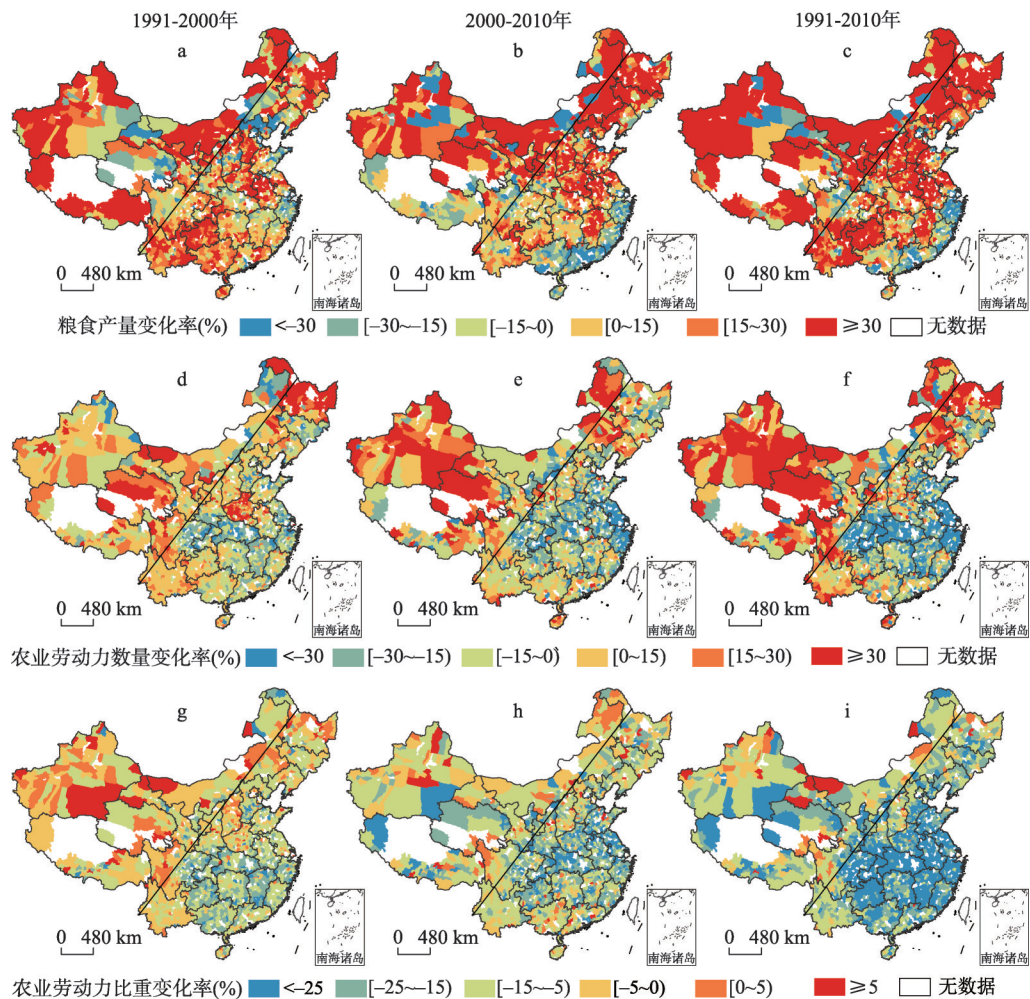 1991-2000年 2000-2010年 1991-2010年
a b c
0 480 km 南海诸岛 0 480 km 南海诸岛 0 480 km 南海诸岛
粮食产量变化率(%) <–30 [–30~–15) [–15~0) [0~15) [15~30) ≥30 无数据
d e f
0 480 km 南海诸岛 0 480 km 南海诸岛 0 480 km 南海诸岛
农业劳动力数量变化率(%) <–30 [–30~–15) [–15~0) [0~15) [15~30) ≥30 无数据
g h i
0 480 km 南海诸岛 0 480 km 南海诸岛 0 480 km 南海诸岛
农业劳动力比重变化率(%) <–25 [–25~–15) [–15~–5) [–5~0) [0~5) ≥5 无数据